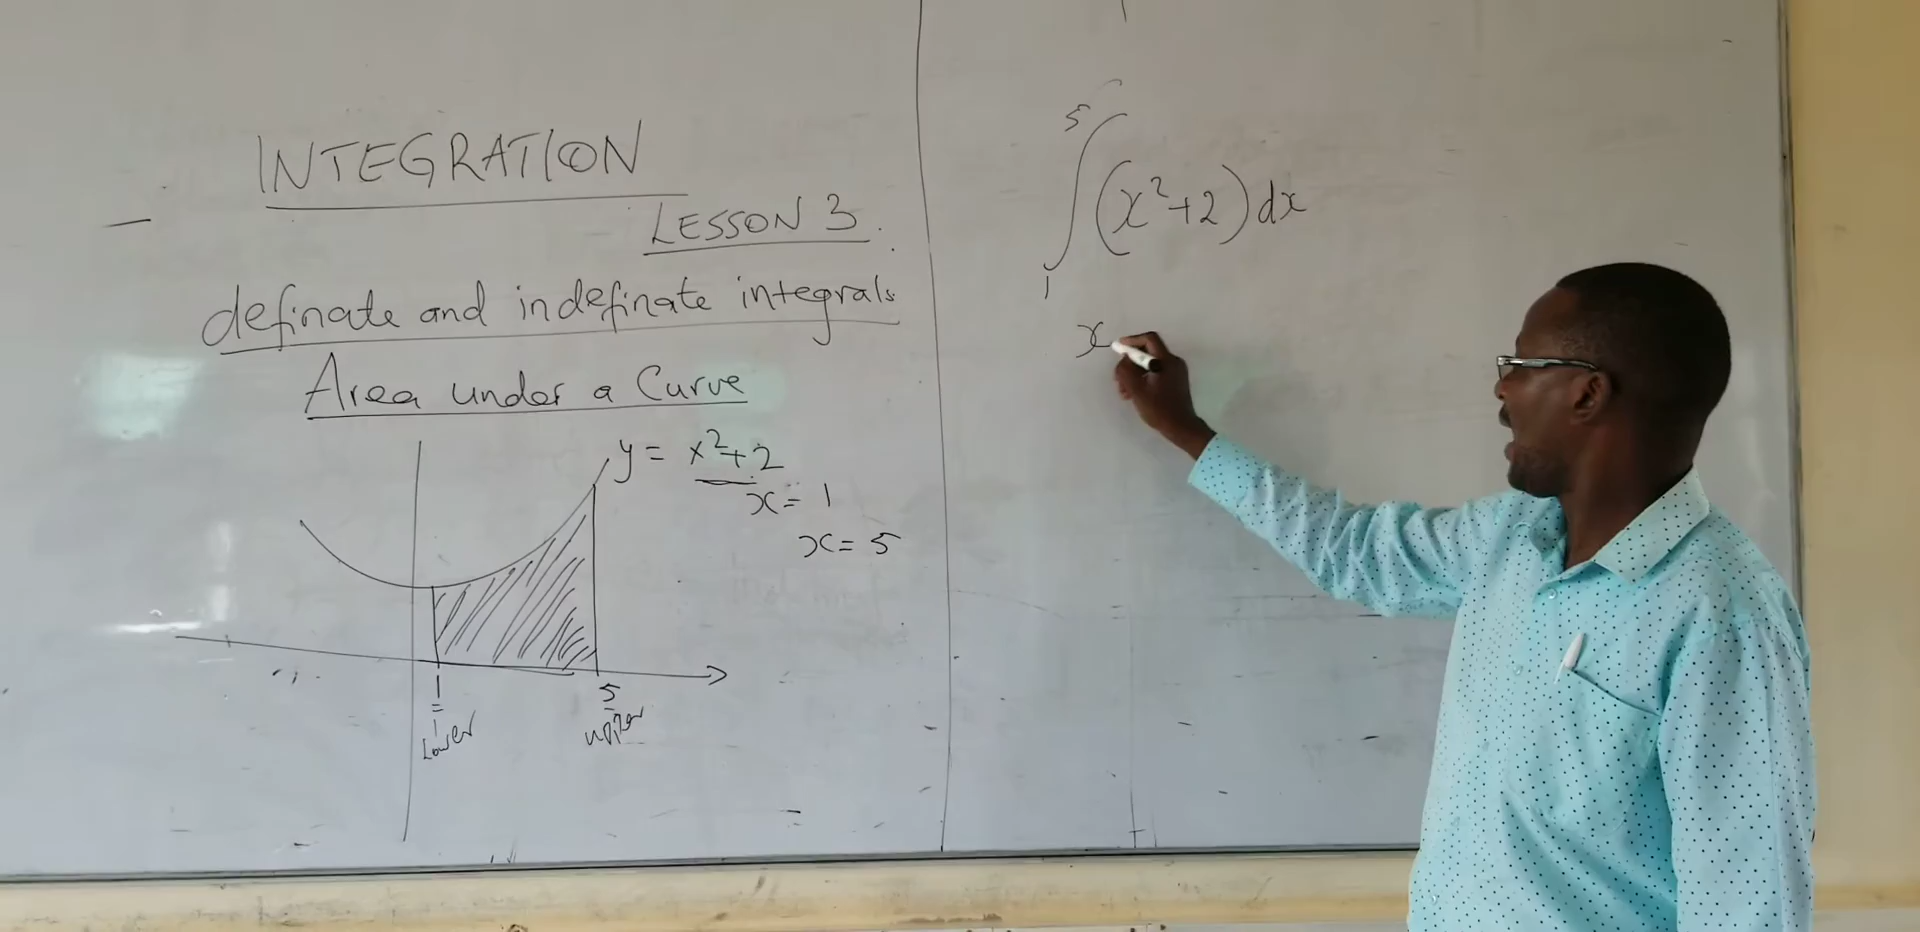 INTEGRATION
LESSON 3.
definate and indefinate integrals
Area under a Curve
y = x²+2
x = 1
x = 5
1
lower
5
upper
5
∫(x²+2)dx
1
x